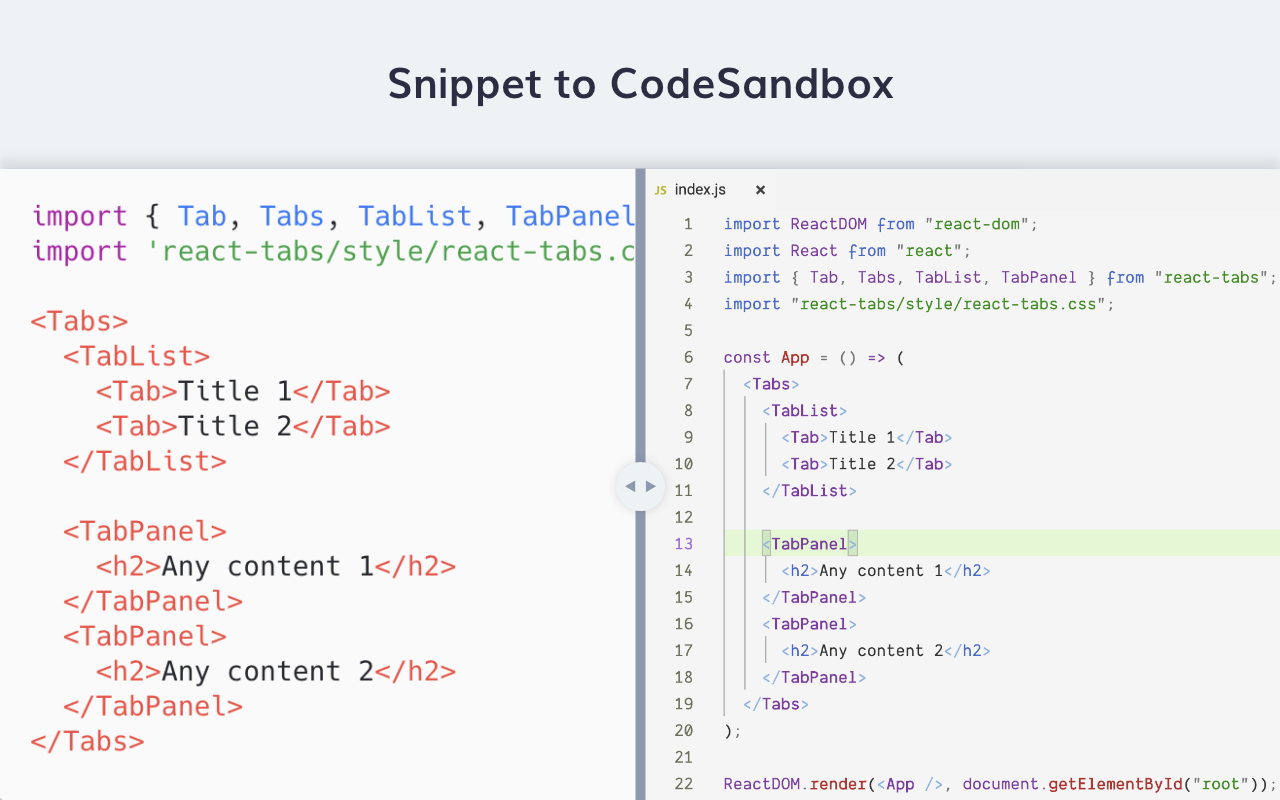 Snippet to CodeSandbox
import { Tab, Tabs, TabList, TabPanel
import 'react-tabs/style/react-tabs.c
<Tabs>
  <TabList>
    <Tab>Title 1</Tab>
    <Tab>Title 2</Tab>
  </TabList>
  <TabPanel>
    <h2>Any content 1</h2>
  </TabPanel>
  <TabPanel>
    <h2>Any content 2</h2>
  </TabPanel>
</Tabs>
JS index.js ×
1 import ReactDOM from "react-dom";
2 import React from "react";
3 import { Tab, Tabs, TabList, TabPanel } from "react-tabs";
4 import "react-tabs/style/react-tabs.css";
5
6 const App = () => (
7   <Tabs>
8     <TabList>
9       <Tab>Title 1</Tab>
10       <Tab>Title 2</Tab>
11     </TabList>
12
13     <TabPanel>
14       <h2>Any content 1</h2>
15     </TabPanel>
16     <TabPanel>
17       <h2>Any content 2</h2>
18     </TabPanel>
19   </Tabs>
20 );
21
22 ReactDOM.render(<App />, document.getElementById("root"));